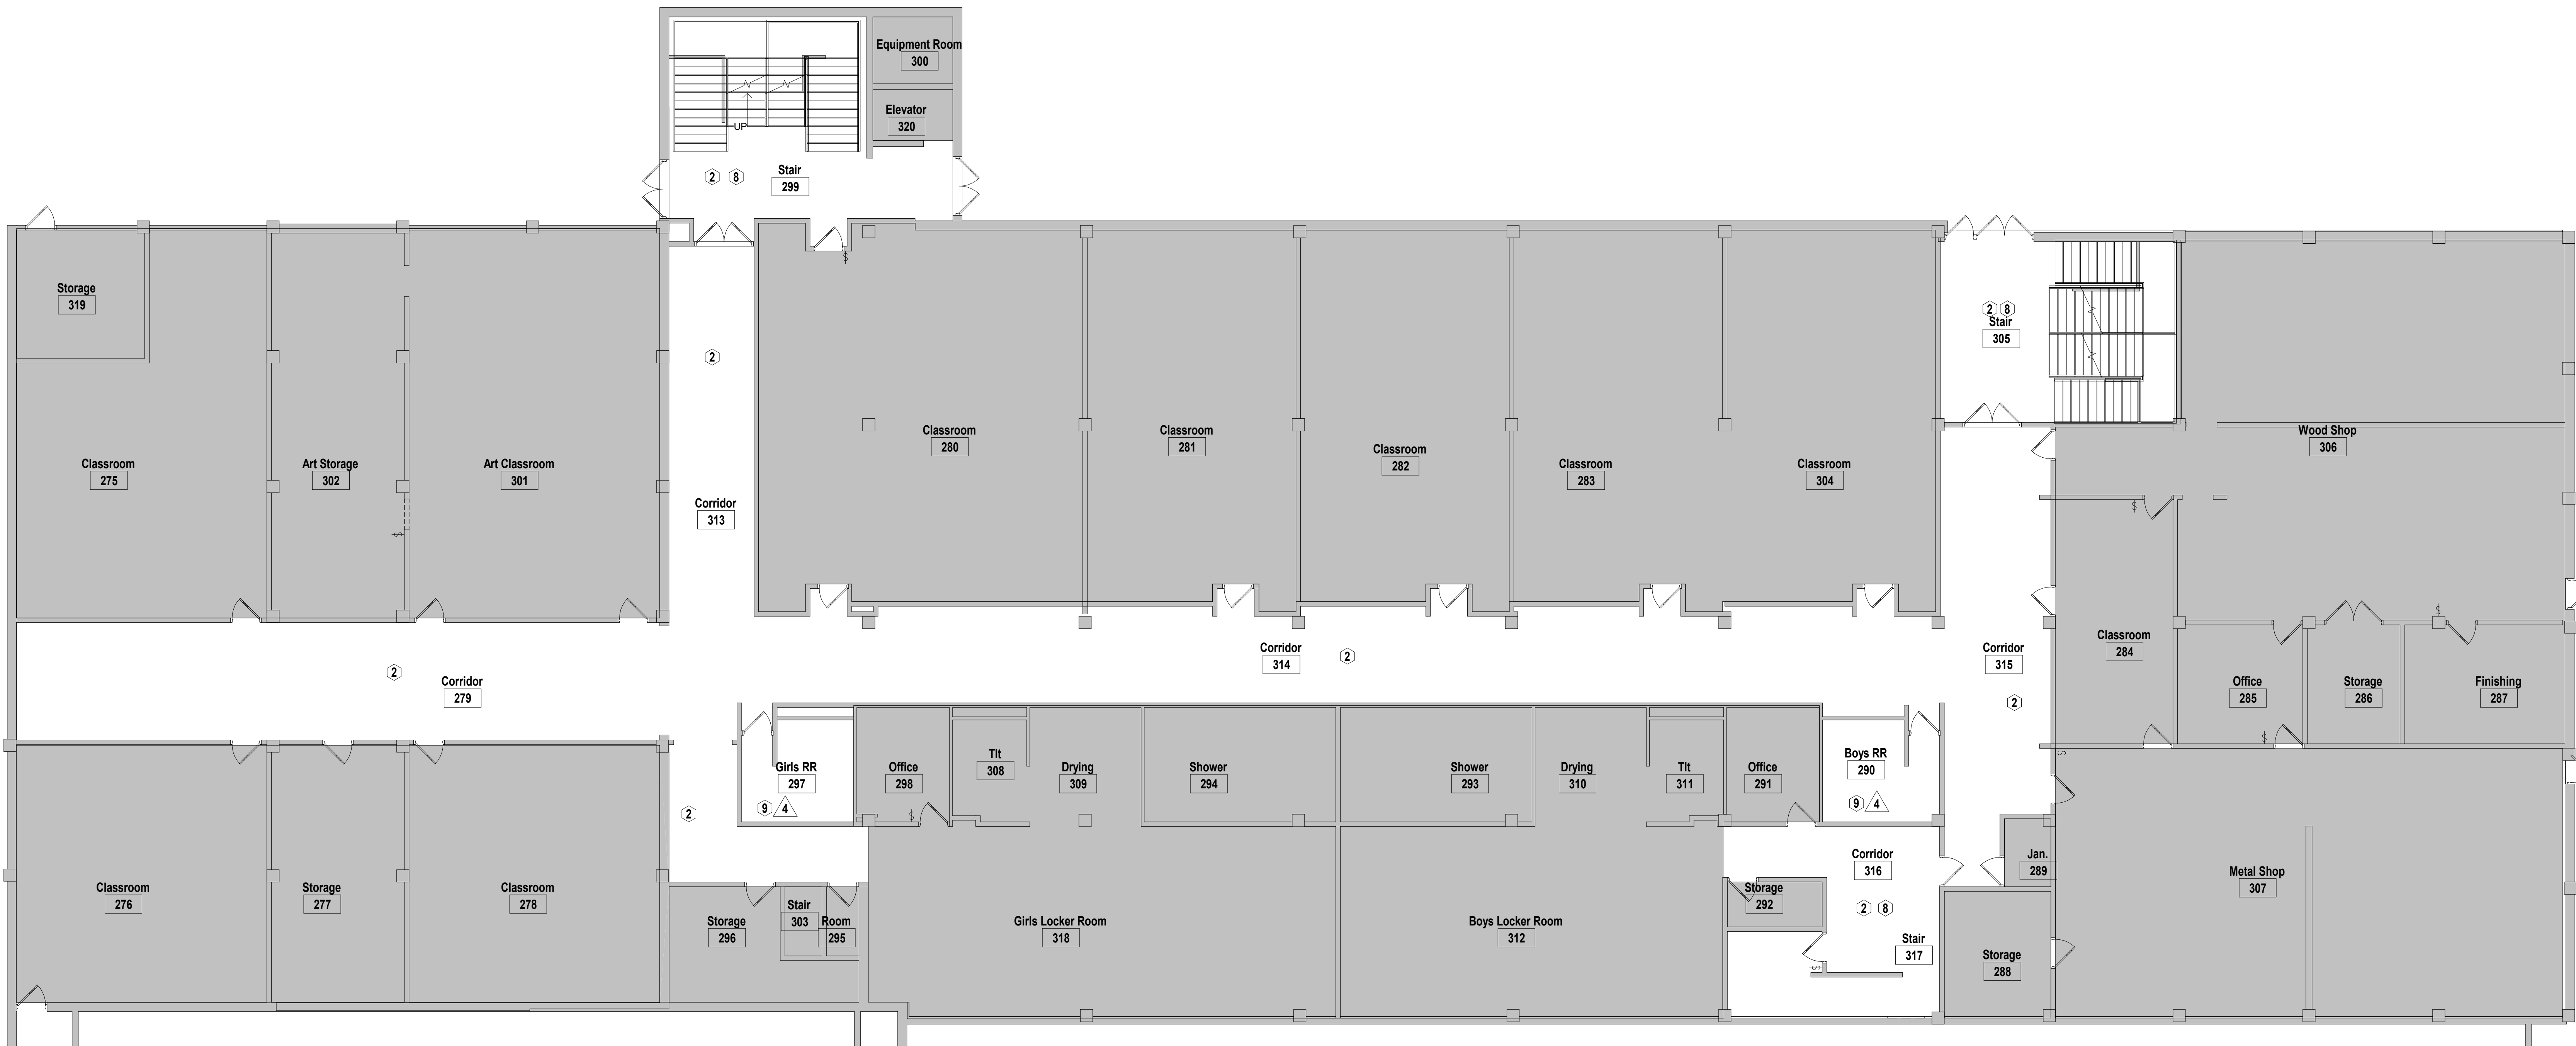 Equipment Room
300
Elevator
320
UP
2
8
Stair
299
$
Storage
319
2
8
Stair
305
2
Classroom
280
Classroom
281
Classroom
282
Classroom
283
Classroom
304
Wood Shop
306
Classroom
275
Art Storage
302
Art Classroom
301
$
Corridor
313
$
$
Corridor
279
2
Corridor
314
2
Corridor
315
2
Classroom
284
Office
285
Storage
286
Finishing
287
$
$
Girls RR
297
9
4
Office
298
$
Tlt
308
Drying
309
Shower
294
Shower
293
Drying
310
Tlt
311
Office
291
Boys RR
290
9
4
2
Corridor
316
Jan.
289
Metal Shop
307
Classroom
276
Storage
277
Classroom
278
Storage
296
Stair
303
Room
295
Girls Locker Room
318
Boys Locker Room
312
Storage
292
2
8
Stair
317
$
Storage
288